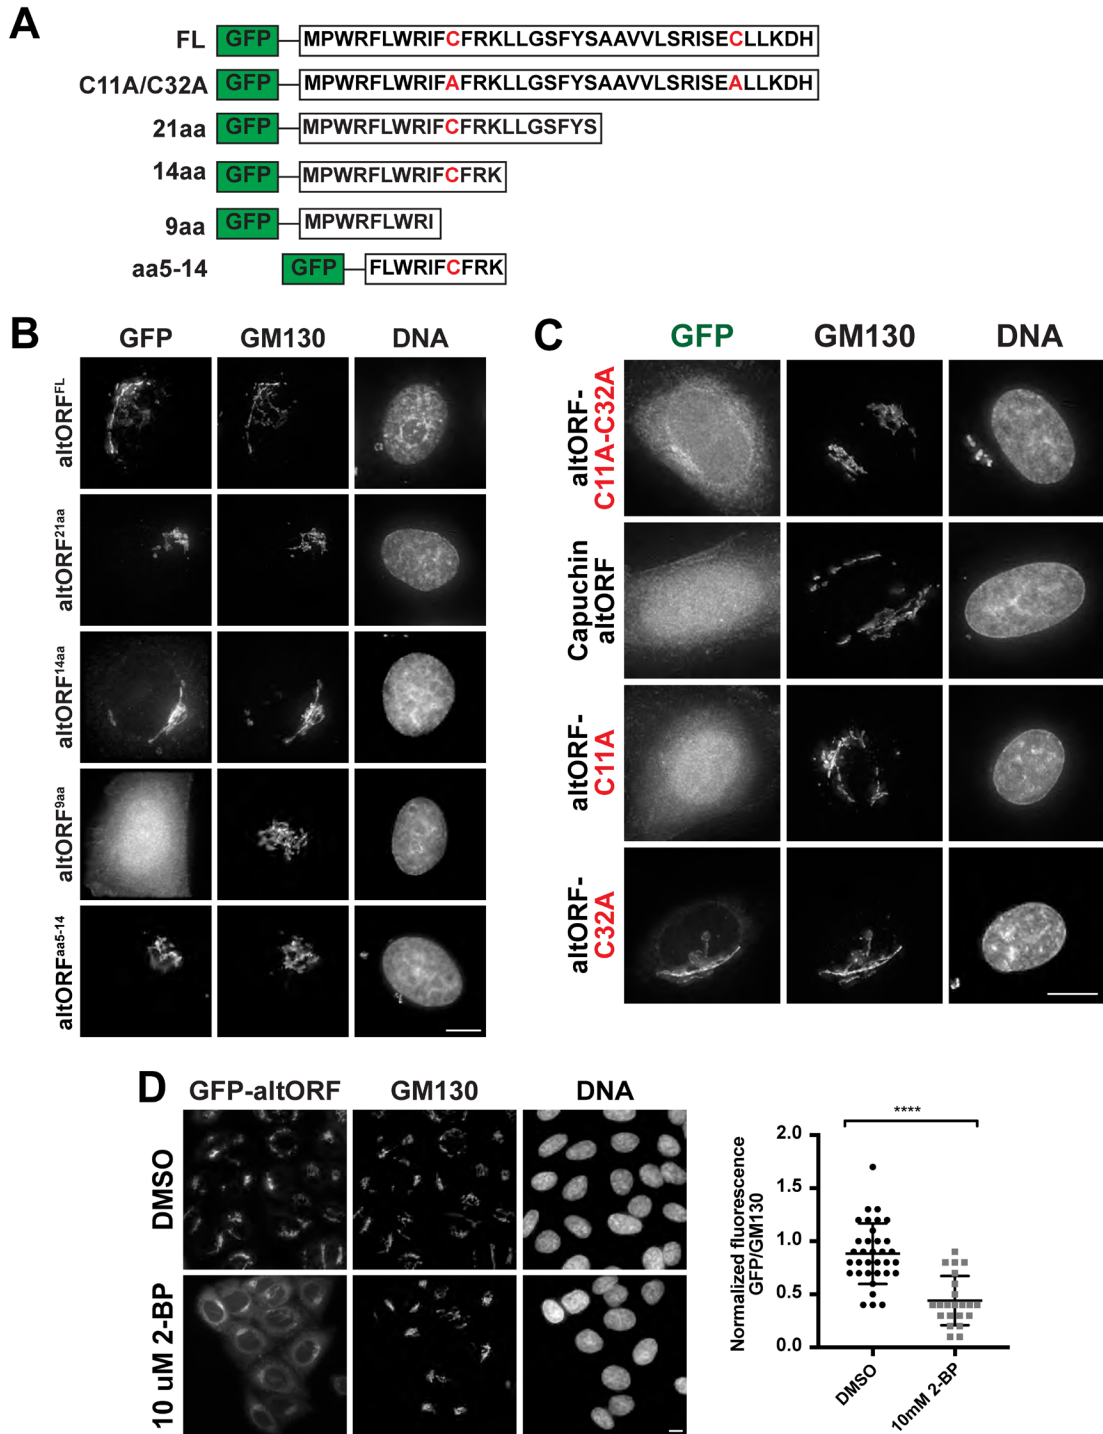 A
FL GFP MPWRFLWRIFCFRKLLGSFYSAAVVLSRISECLLKDH
C11A/C32A GFP MPWRFLWRIFAFRKLLGSFYSAAVVLSRISEALLKDH
21aa GFP MPWRFLWRIFCFRKLLGSFYS
14aa GFP MPWRFLWRIFCFRK
9aa GFP MPWRFLWRI
aa5-14 GFP FLWRIFCFRK
B
GFP GM130 DNA
altORFFL
altORF21aa
altORF14aa
altORF9aa
altORFaa5-14
C
GFP GM130 DNA
altORF-
C11A-C32A
Capuchin
altORF
altORF-
C11A
altORF-
C32A
D
GFP-altORF GM130 DNA
DMSO
10 uM 2-BP
Normalized fluorescence
GFP/GM130
****
2.0
1.5
1.0
0.5
0.0
DMSO
10mM 2-BP